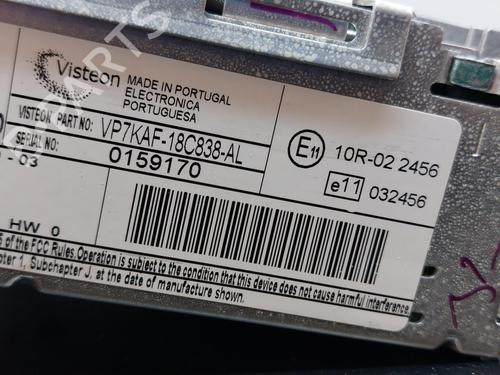 Visteon
MADE IN PORTUGAL
ELECTRONICA
PORTUGUESA
VISTEON PART NO: VP7KAF-18C838-AL
SERIAL NO: 0159170
03
HW 0
E11 10R-02 2456
e11 032456
of the FCC Rules. Operation is subject to the condition that this device does not cause harmful interference.
1, Subchapter J, at the date of manufacture shown.